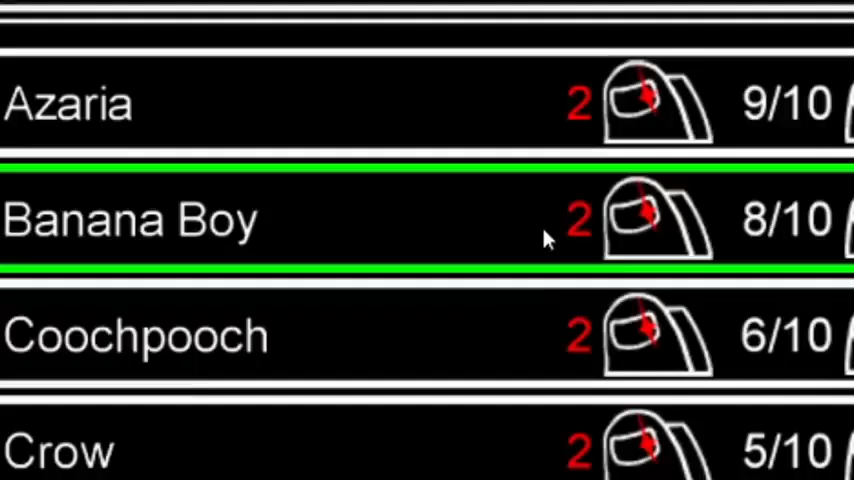 Azaria 2 9/10
Banana Boy 2 8/10
Coochpooch 2 6/10
Crow 2 5/10